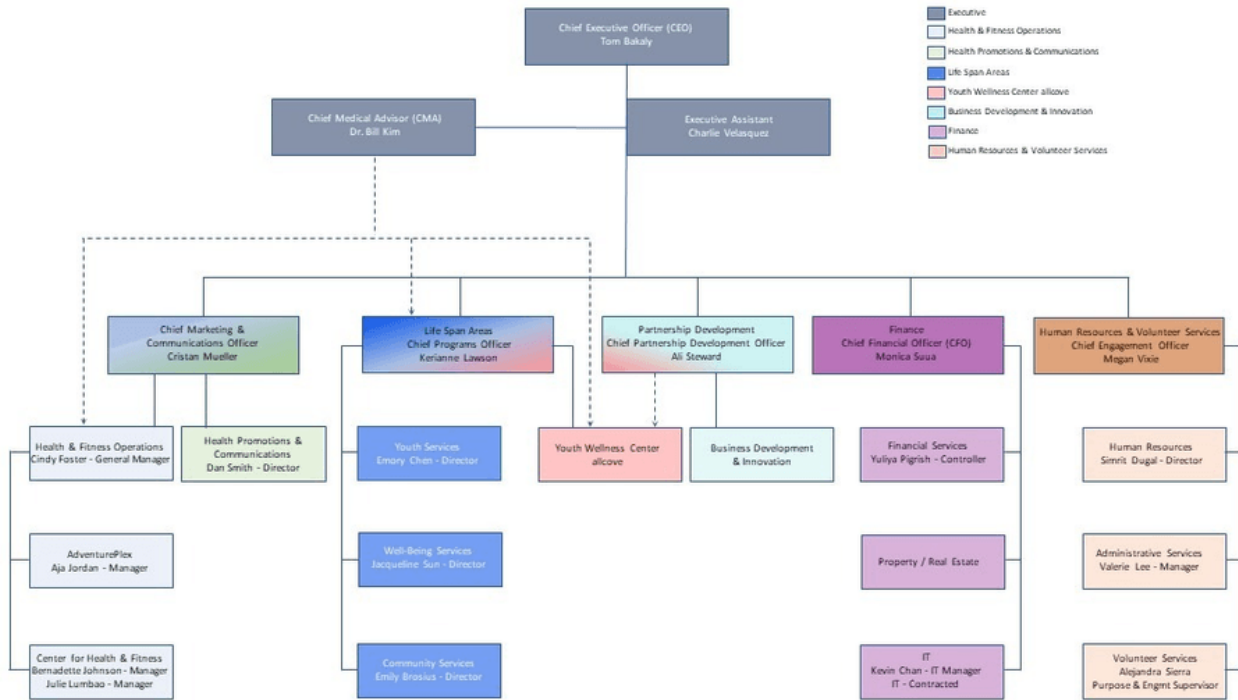 Chief Executive Officer (CEO)
Tom Bakaly
Executive
Health & Fitness Operations
Health Promotions & Communications
Life Span Areas
Youth Wellness Center allcove
Business Development & Innovation
Finance
Human Resources & Volunteer Services
Chief Medical Advisor (CMA)
Dr. Bill Kim
Executive Assistant
Charlie Velasquez
Chief Marketing &
Communications Officer
Cristan Mueller
Life Span Areas
Chief Programs Officer
Kerianne Lawson
Partnership Development
Chief Partnership Development Officer
Ali Steward
Finance
Chief Financial Officer (CFO)
Monica Suua
Human Resources & Volunteer Services
Chief Engagement Officer
Megan Vixie
Health & Fitness Operations
Cindy Foster - General Manager
Health Promotions &
Communications
Dan Smith - Director
Youth Services
Emory Chen - Director
Youth Wellness Center
allcove
Business Development
& Innovation
Financial Services
Yuliya Pigrish - Controller
Human Resources
Simrit Dugal - Director
AdventurePlex
Aja Jordan - Manager
Well-Being Services
Jacqueline Sun - Director
Property / Real Estate
Administrative Services
Valerie Lee - Manager
Center for Health & Fitness
Bernadette Johnson - Manager
Julie Lumbao - Manager
Community Services
Emily Brosius - Director
IT
Kevin Chan - IT Manager
IT - Contracted
Volunteer Services
Alejandra Sierra
Purpose & Engmt Supervisor